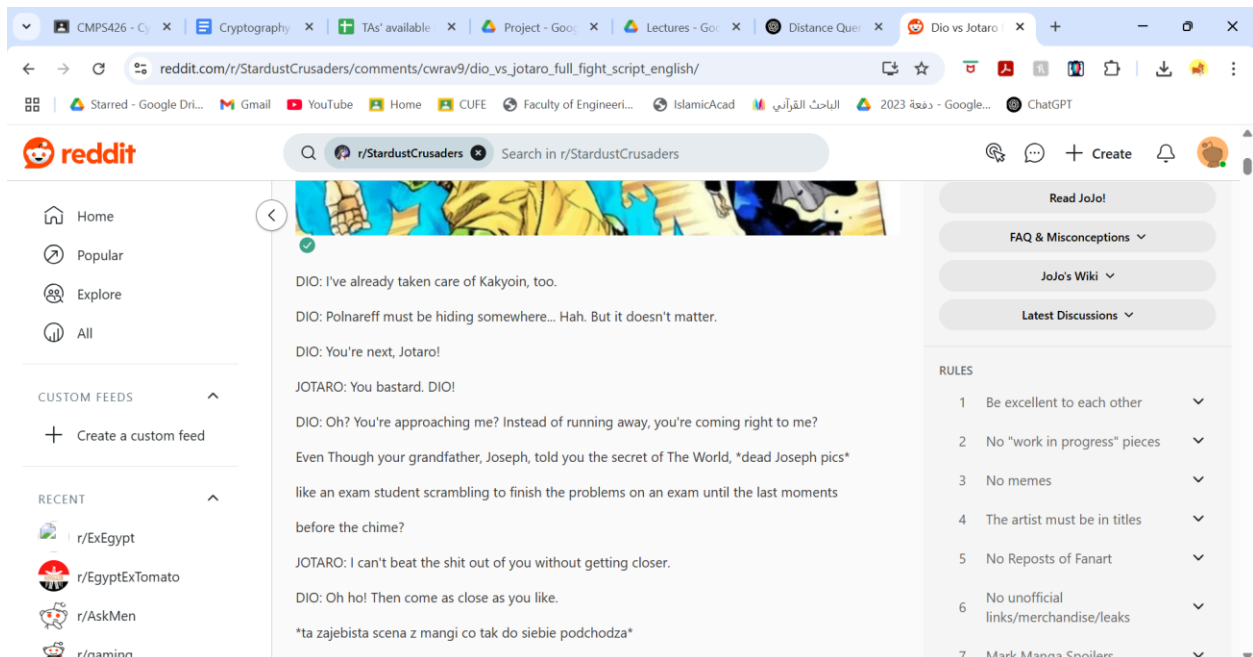 CMPS426 - Cy
Cryptography
TAs' available
Project - Goog
Lectures - Goo
Distance Quer
Dio vs Jotaro f
reddit.com/r/StardustCrusaders/comments/cwrav9/dio_vs_jotaro_full_fight_script_english/
Starred - Google Dri...
Gmail
YouTube
Home
CUFE
Faculty of Engineeri...
IslamicAcad
الباحث القرآني
دفعة 2023 - Google...
ChatGPT
reddit
r/StardustCrusaders
Search in r/StardustCrusaders
Create
Home
Popular
Explore
All
CUSTOM FEEDS
Create a custom feed
RECENT
r/ExEgypt
r/EgyptExTomato
r/AskMen
r/gaming
DIO: I've already taken care of Kakyoin, too.
DIO: Polnareff must be hiding somewhere... Hah. But it doesn't matter.
DIO: You're next, Jotaro!
JOTARO: You bastard. DIO!
DIO: Oh? You're approaching me? Instead of running away, you're coming right to me?
Even Though your grandfather, Joseph, told you the secret of The World, *dead Joseph pics*
like an exam student scrambling to finish the problems on an exam until the last moments
before the chime?
JOTARO: I can't beat the shit out of you without getting closer.
DIO: Oh ho! Then come as close as you like.
*ta zajebista scena z mangi co tak do siebie podchodza*
Read JoJo!
FAQ & Misconceptions
JoJo's Wiki
Latest Discussions
RULES
1 Be excellent to each other
2 No "work in progress" pieces
3 No memes
4 The artist must be in titles
5 No Reposts of Fanart
6 No unofficial
links/merchandise/leaks
7 Mark Manga Spoilers